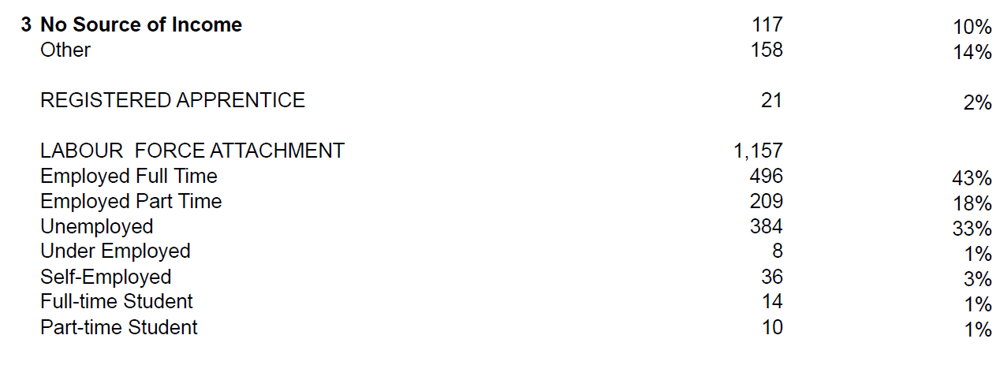 3 No Source of Income 117 10%
Other 158 14%
REGISTERED APPRENTICE 21 2%
LABOUR FORCE ATTACHMENT 1,157
Employed Full Time 496 43%
Employed Part Time 209 18%
Unemployed 384 33%
Under Employed 8 1%
Self-Employed 36 3%
Full-time Student 14 1%
Part-time Student 10 1%